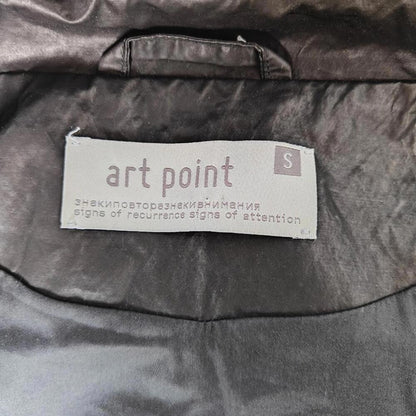 S
art point
знакиповторазнакивнимания
signs of recurrence signs of attention